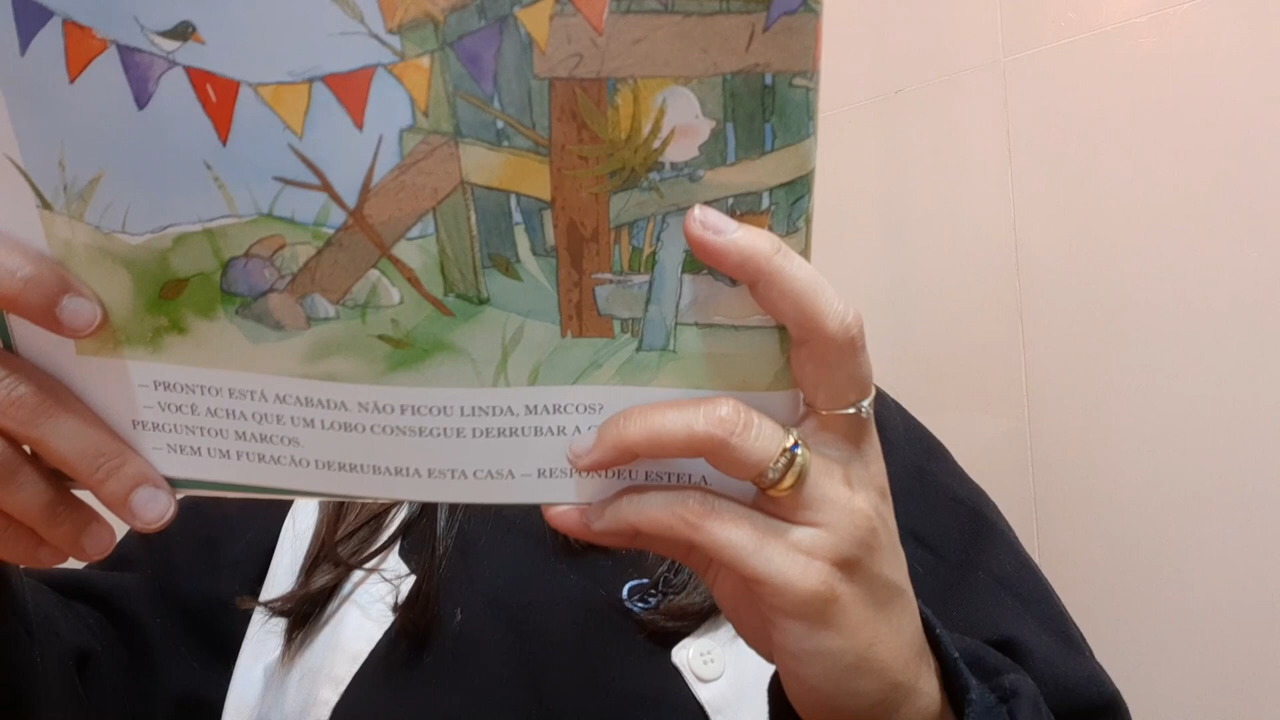 — PRONTO! ESTÁ ACABADA. NÃO FICOU LINDA, MARCOS?
— VOCÊ ACHA QUE UM LOBO CONSEGUE DERRUBAR A
PERGUNTOU MARCOS.
— NEM UM FURACÃO DERRUBARIA ESTA CASA — RESPONDEU ESTELA.